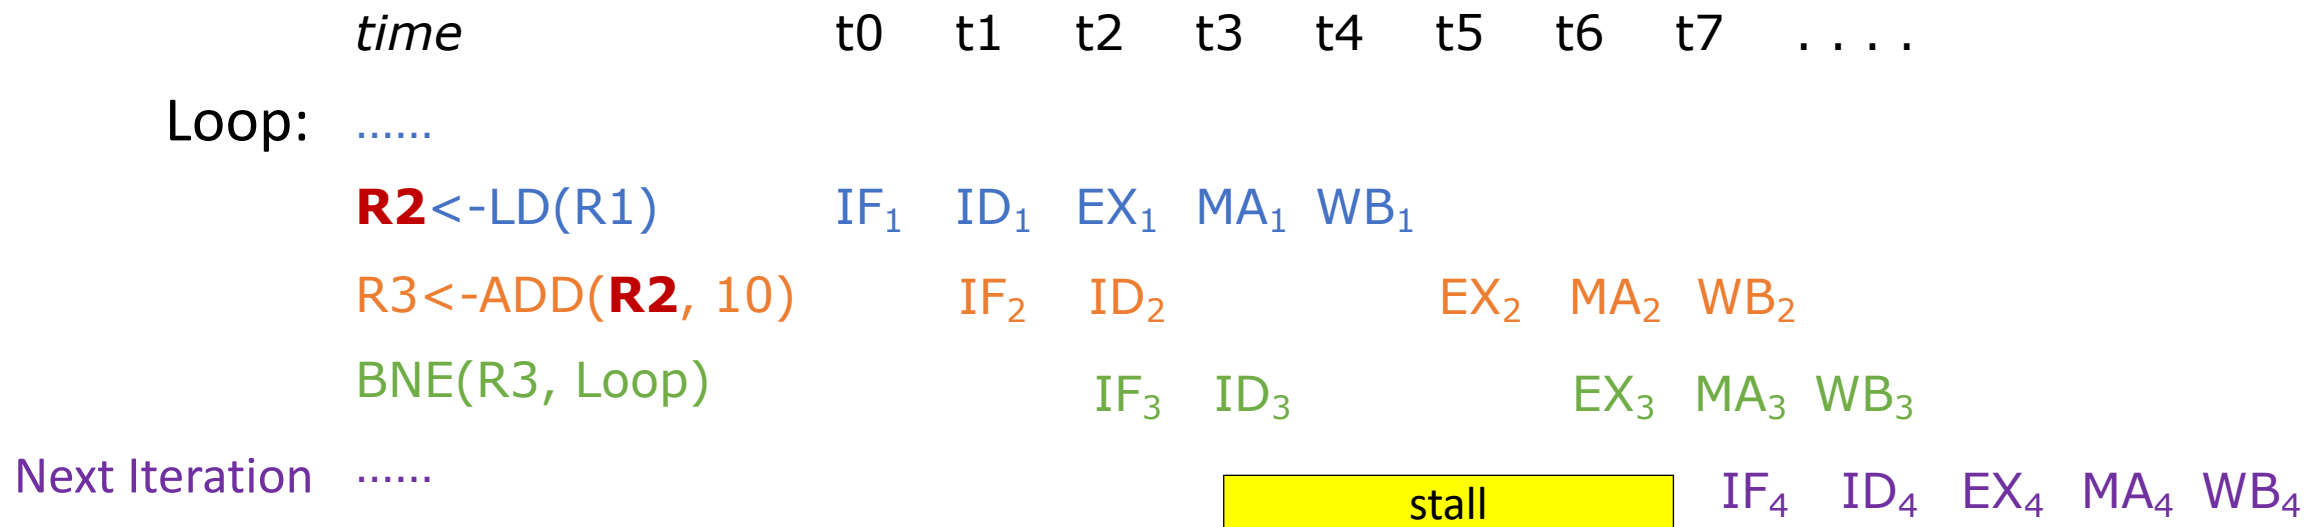 time t0 t1 t2 t3 t4 t5 t6 t7 . . . .
Loop: ......
R2<-LD(R1) IF₁ ID₁ EX₁ MA₁ WB₁
R3<-ADD(R2, 10) IF₂ ID₂ EX₂ MA₂ WB₂
BNE(R3, Loop) IF₃ ID₃ EX₃ MA₃ WB₃
Next Iteration ...... stall IF₄ ID₄ EX₄ MA₄ WB₄